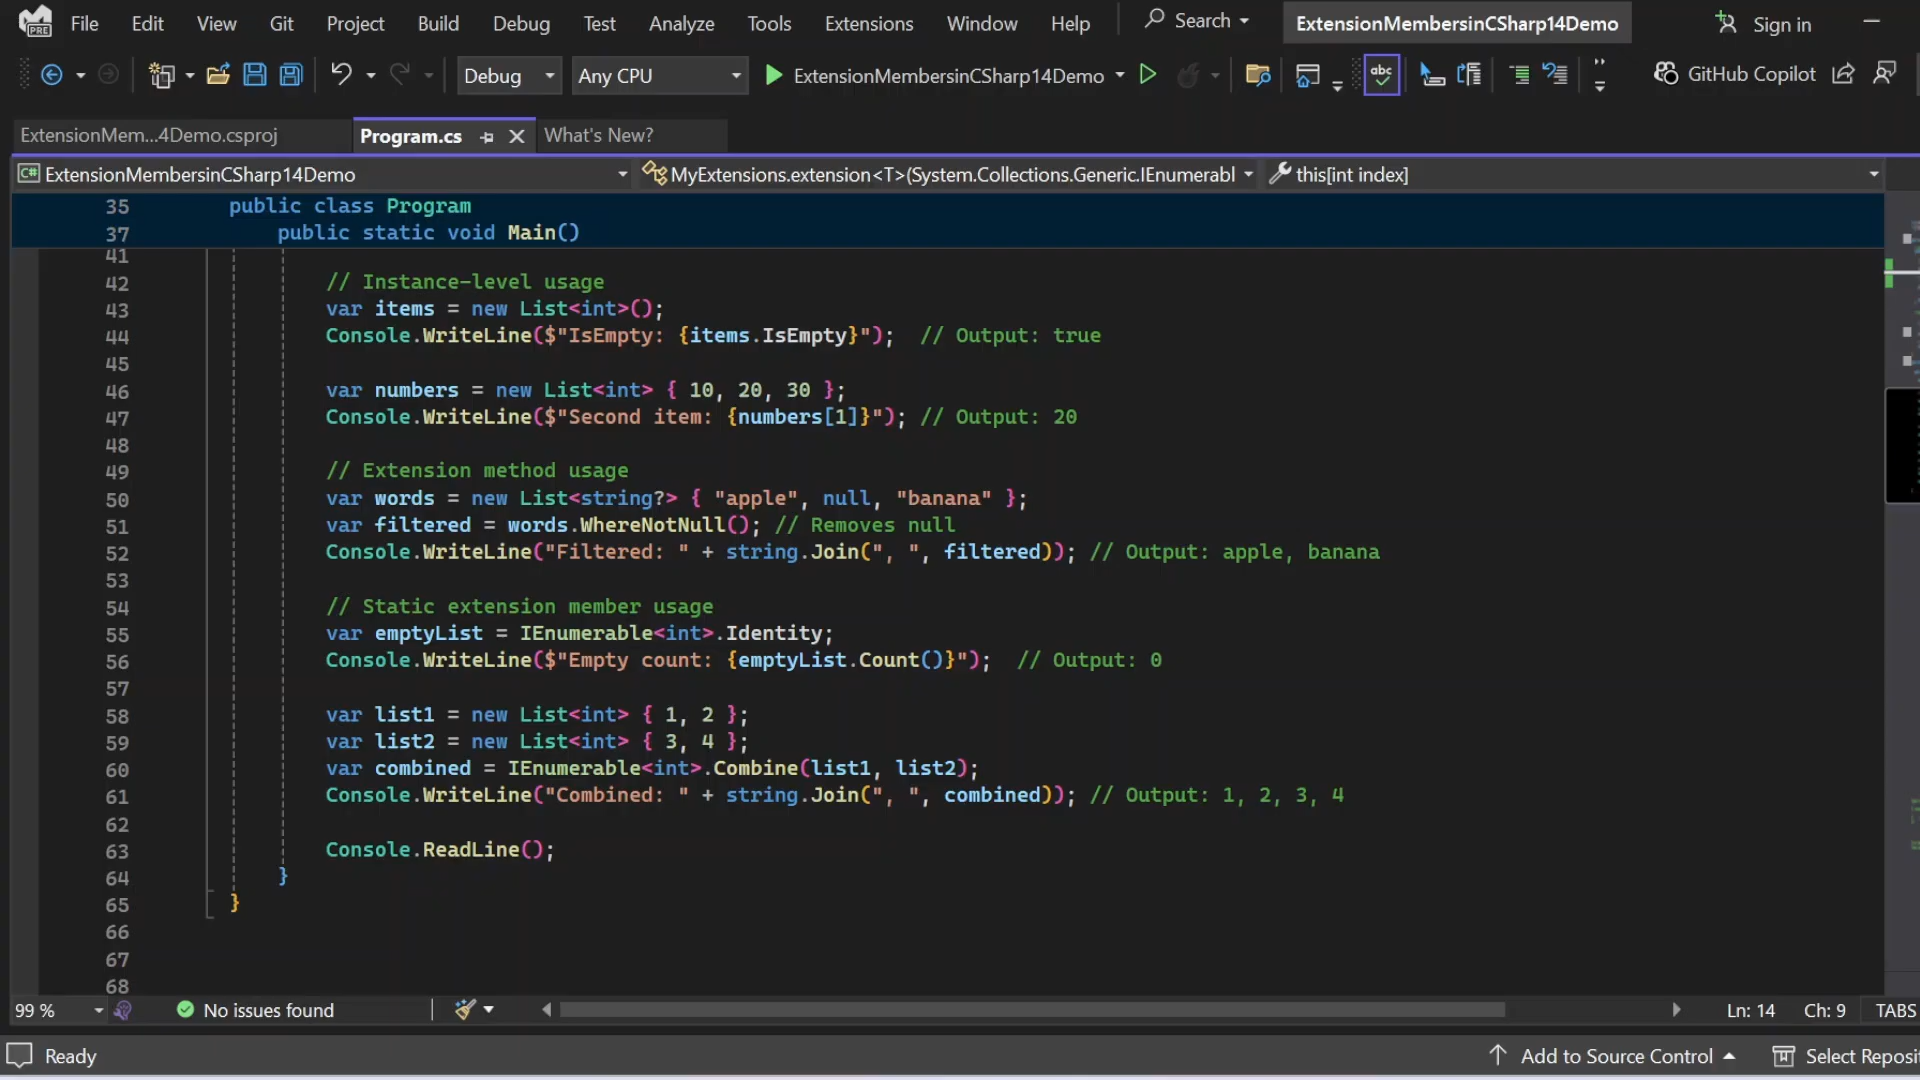 PRE File Edit View Git Project Build Debug Test Analyze Tools Extensions Window Help Search ExtensionMembersinCSharp14Demo Sign in
Debug Any CPU ExtensionMembersinCSharp14Demo abc GitHub Copilot
ExtensionMem...4Demo.csproj Program.cs What's New?
C# ExtensionMembersinCSharp14Demo MyExtensions.extension<T>(System.Collections.Generic.IEnumerabl this[int index]
35 public class Program
37 public static void Main()
41
42 // Instance-level usage
43 var items = new List<int>();
44 Console.WriteLine($"IsEmpty: {items.IsEmpty}"); // Output: true
45
46 var numbers = new List<int> { 10, 20, 30 };
47 Console.WriteLine($"Second item: {numbers[1]}"); // Output: 20
48
49 // Extension method usage
50 var words = new List<string?> { "apple", null, "banana" };
51 var filtered = words.WhereNotNull(); // Removes null
52 Console.WriteLine("Filtered: " + string.Join(", ", filtered)); // Output: apple, banana
53
54 // Static extension member usage
55 var emptyList = IEnumerable<int>.Identity;
56 Console.WriteLine($"Empty count: {emptyList.Count()}"); // Output: 0
57
58 var list1 = new List<int> { 1, 2 };
59 var list2 = new List<int> { 3, 4 };
60 var combined = IEnumerable<int>.Combine(list1, list2);
61 Console.WriteLine("Combined: " + string.Join(", ", combined)); // Output: 1, 2, 3, 4
62
63 Console.ReadLine();
64 }
65 }
66
67
68
99 % No issues found Ln: 14 Ch: 9 TABS
Ready Add to Source Control Select Reposit